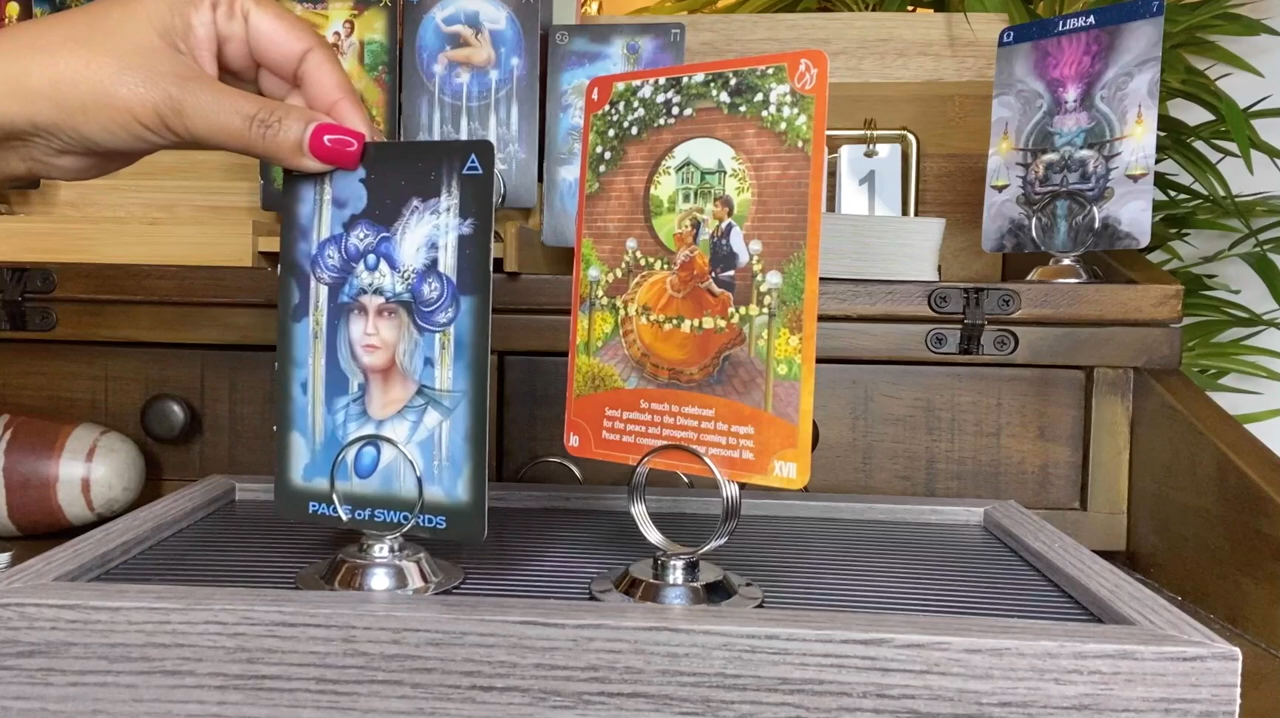 LIBRA
7
4
1
So much to celebrate!
Send gratitude to the Divine and the angels
for the peace and prosperity coming to you.
Peace and contentment in your personal life.
Jo
XVII
PAGE of SWORDS